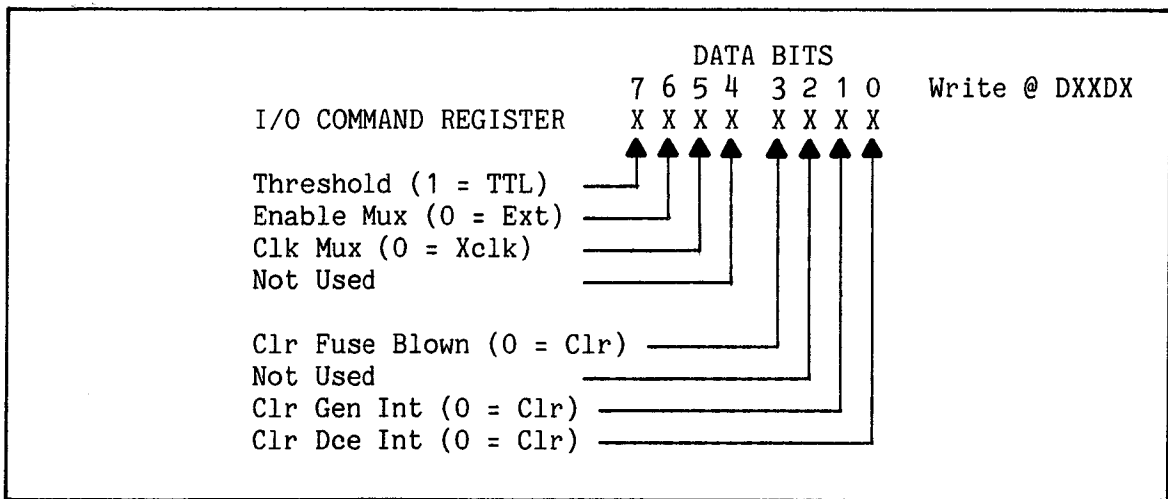 DATA BITS
7 6 5 4 3 2 1 0 Write @ DXXDX
I/O COMMAND REGISTER X X X X X X X X
Threshold (1 = TTL)
Enable Mux (0 = Ext)
Clk Mux (0 = Xclk)
Not Used
Clr Fuse Blown (0 = Clr)
Not Used
Clr Gen Int (0 = Clr)
Clr Dce Int (0 = Clr)